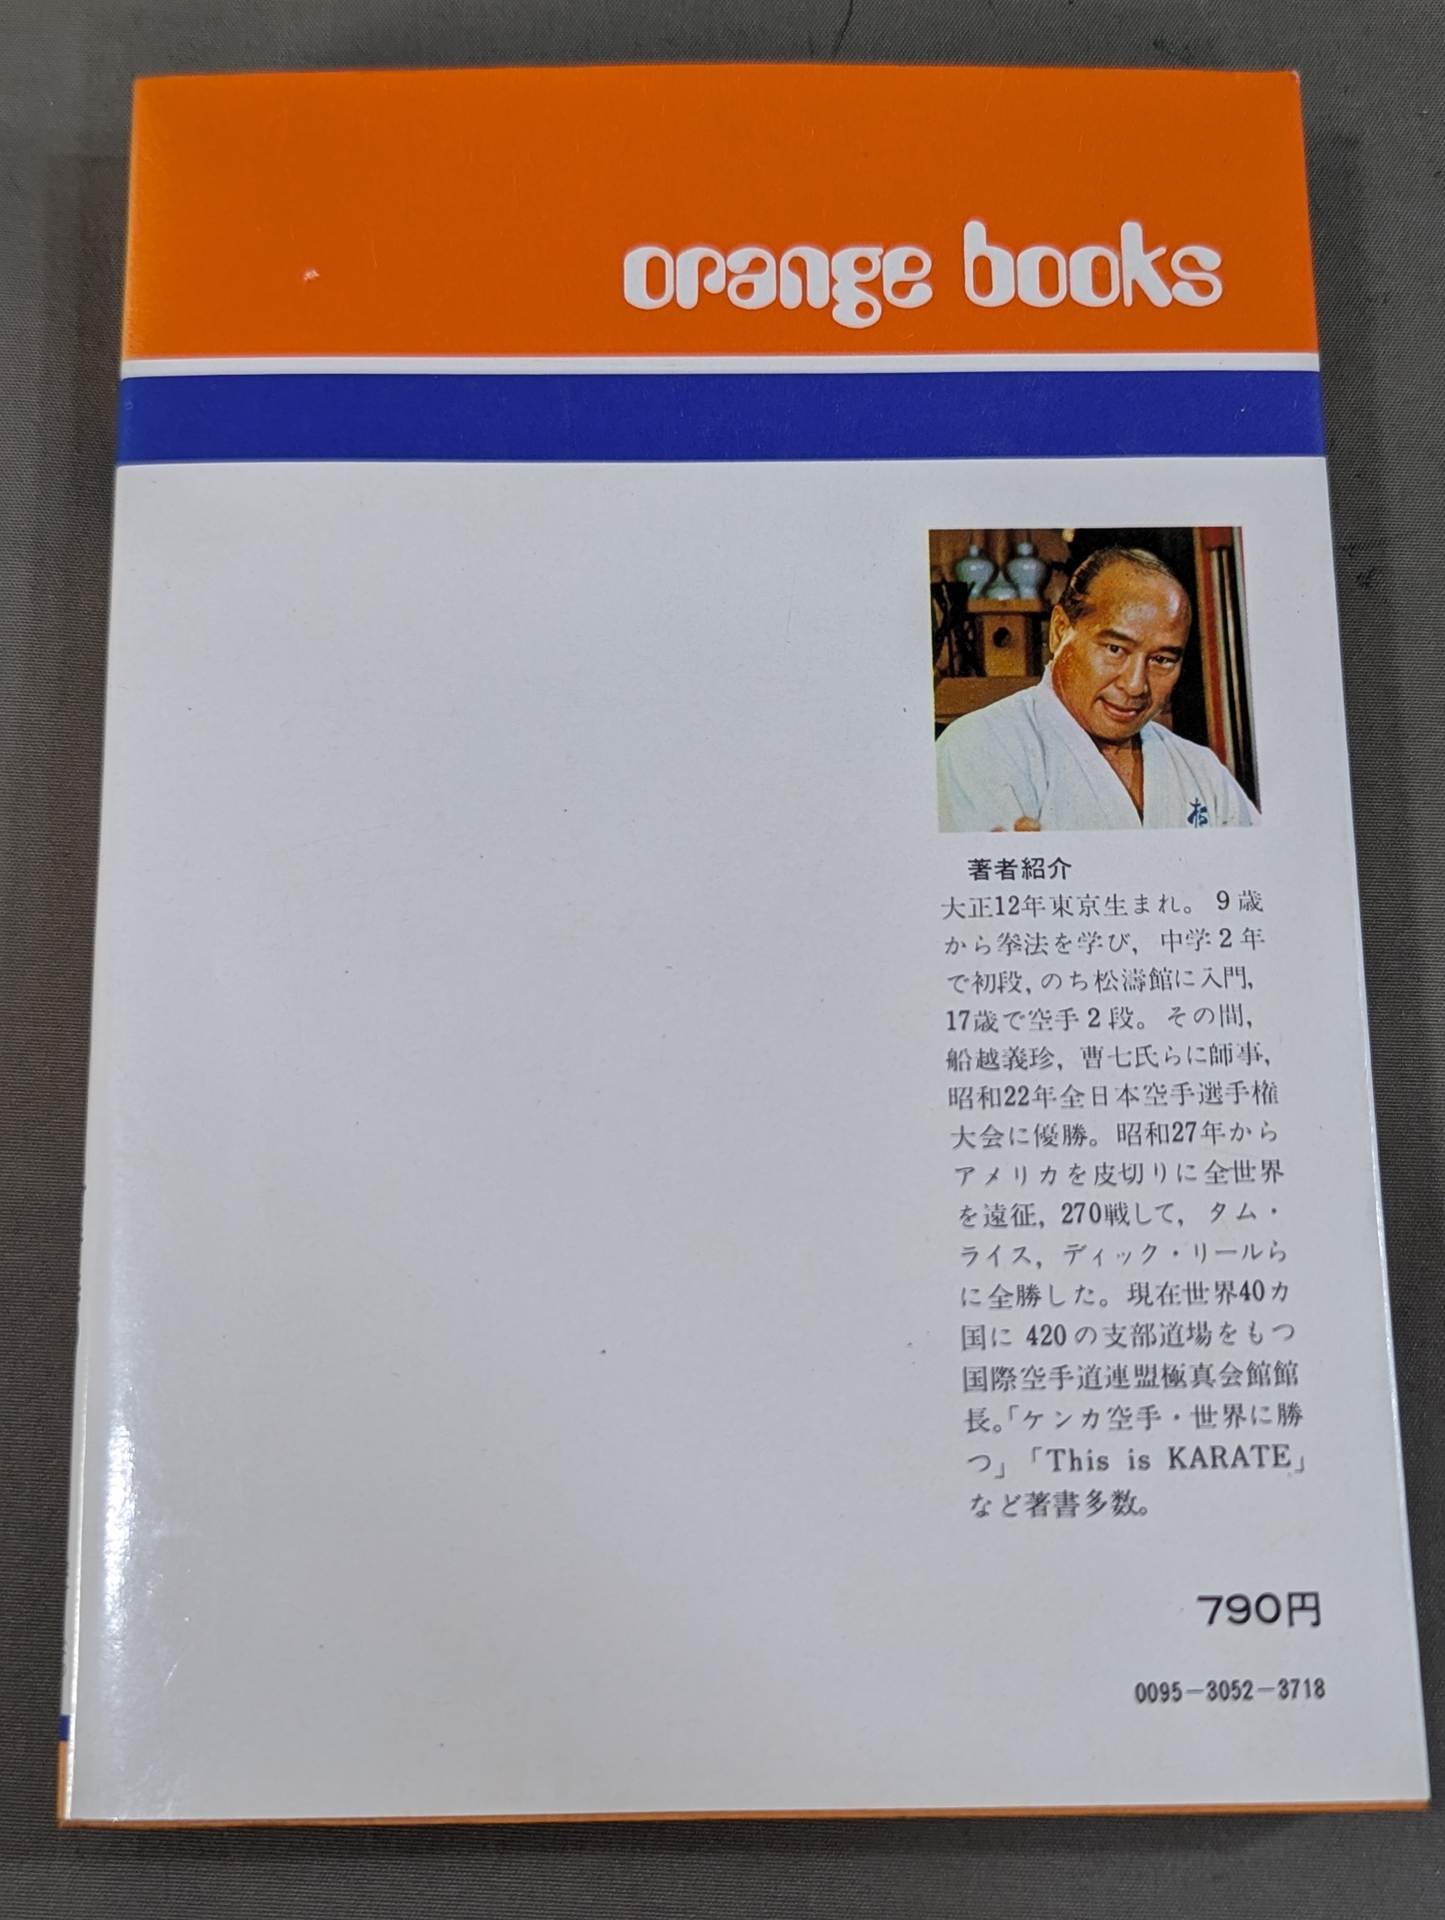 orange books
著者紹介
大正12年東京生まれ。9歳
から拳法を学び，中学2年
で初段，のち松濤館に入門，
17歳で空手2段。その間，
船越義珍，曹七氏らに師事，
昭和22年全日本空手選手権
大会に優勝。昭和27年から
アメリカを皮切りに全世界
を遠征，270戦して，タム・
ライス，ディック・リールら
に全勝した。現在世界40カ
国に420の支部道場をもつ
国際空手道連盟極真会館館
長。「ケンカ空手・世界に勝
つ」「This is KARATE」
など著書多数。
790円
0095-3052-3718